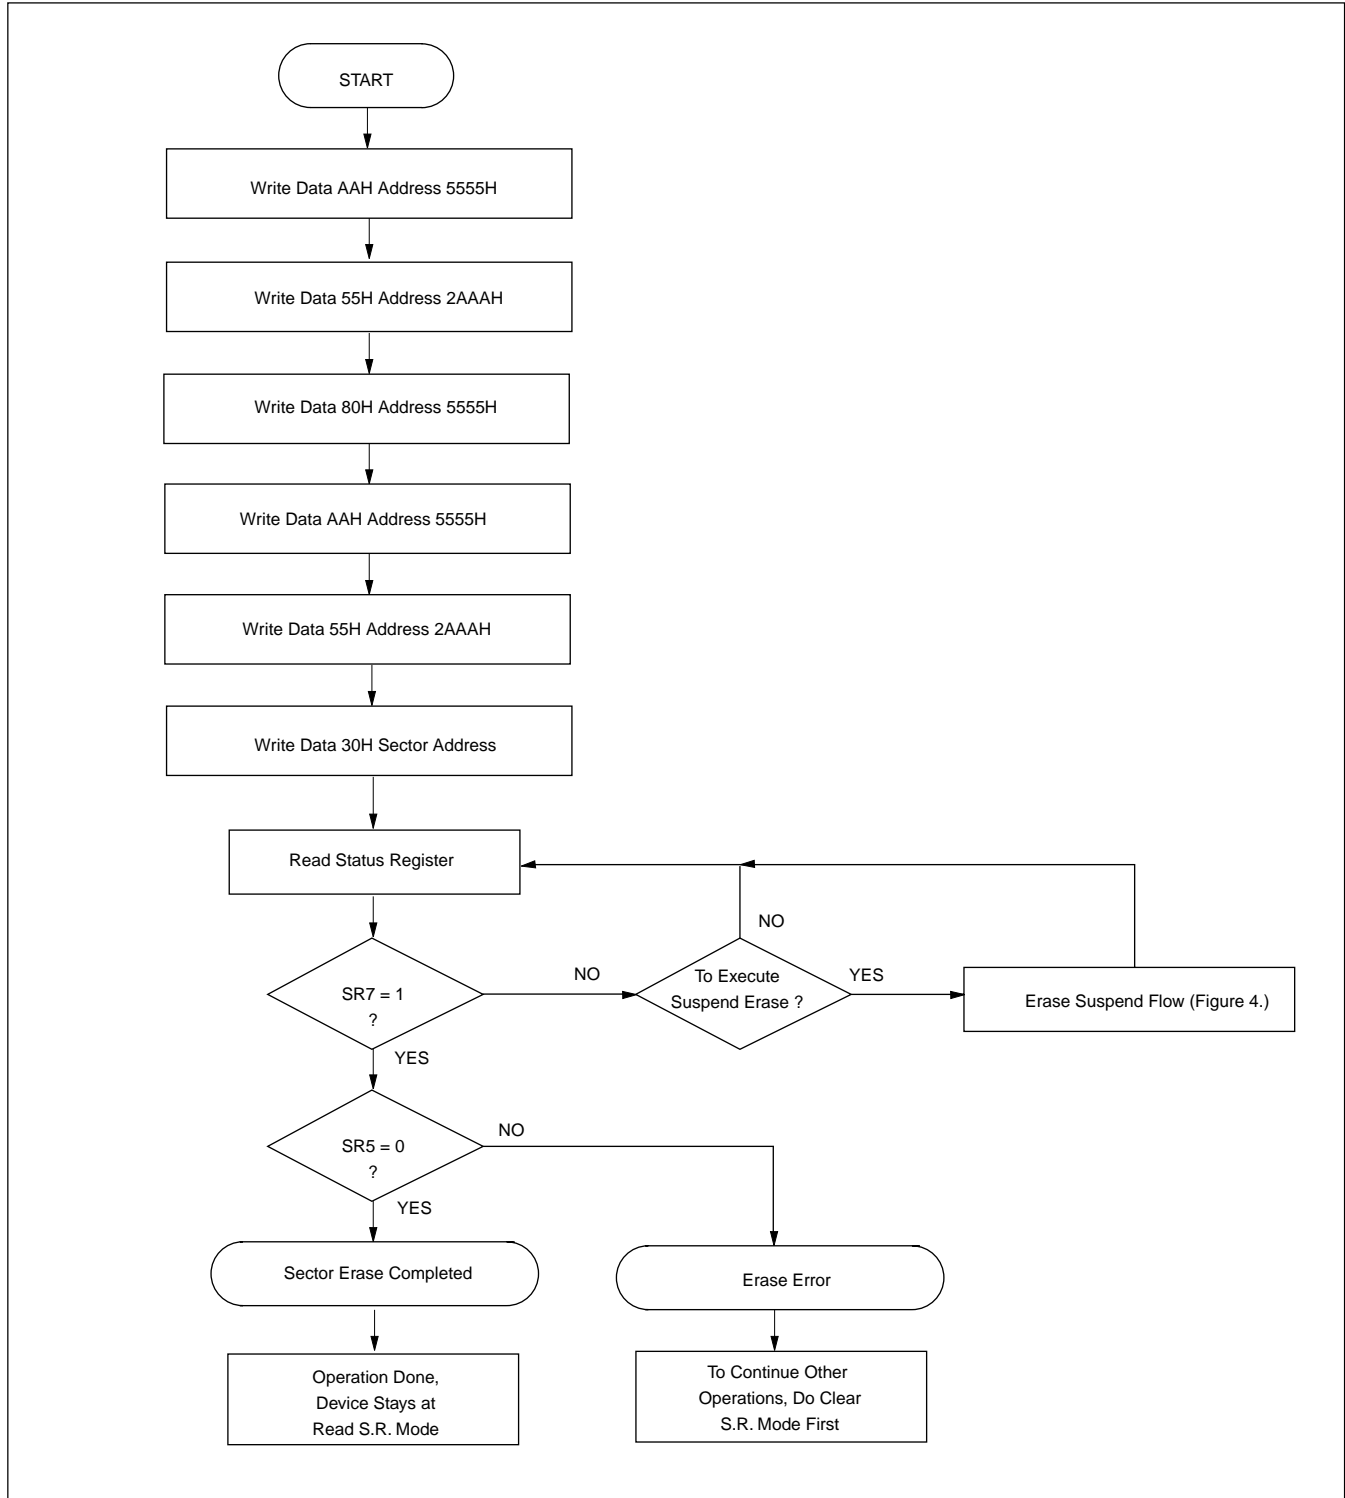 START
Write Data AAH Address 5555H
Write Data 55H Address 2AAAH
Write Data 80H Address 5555H
Write Data AAH Address 5555H
Write Data 55H Address 2AAAH
Write Data 30H Sector Address
Read Status Register
NO
SR7 = 1
?
NO
To Execute
Suspend Erase ?
YES
Erase Suspend Flow (Figure 4.)
YES
SR5 = 0
?
NO
YES
Sector Erase Completed
Erase Error
Operation Done,
Device Stays at
Read S.R. Mode
To Continue Other
Operations, Do Clear
S.R. Mode First